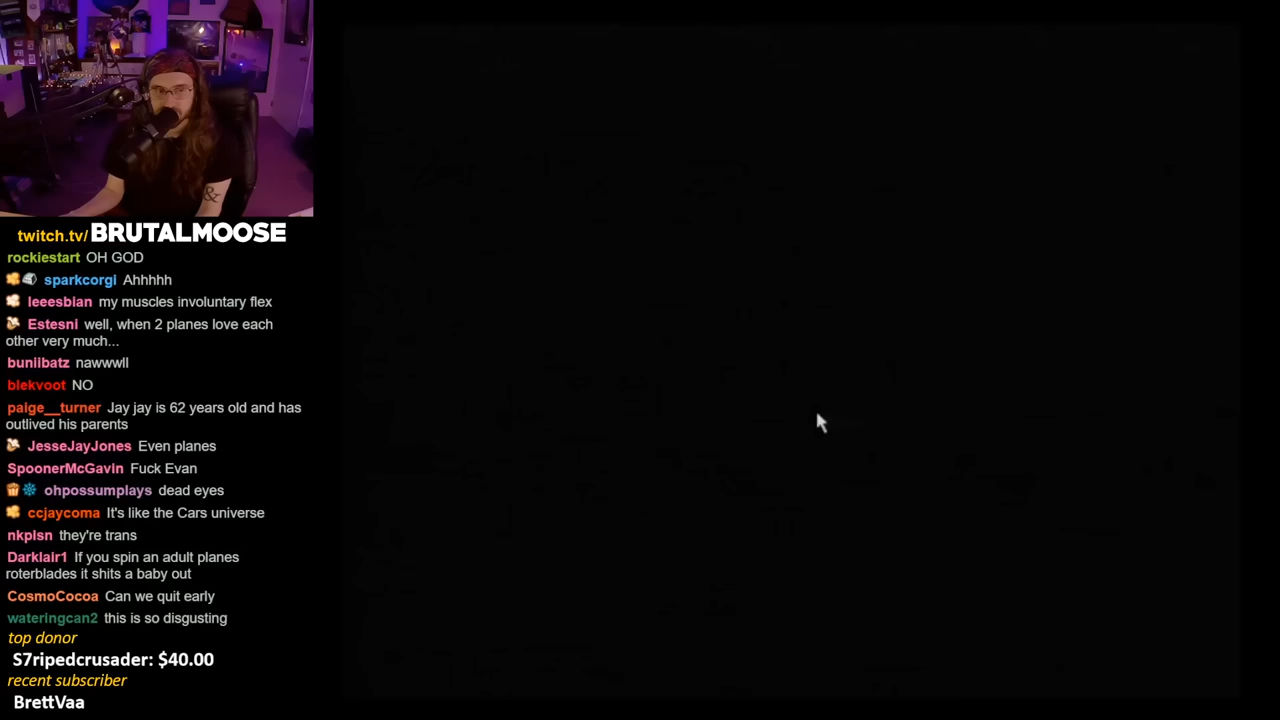 twitch.tv/BRUTALMOOSE
rockiestart OH GOD
sparkcorgi Ahhhhh
leeesbian my muscles involuntary flex
Estesni well, when 2 planes love each
other very much...
buniibatz nawwwll
blekvoot NO
paige__turner Jay jay is 62 years old and has
outlived his parents
JesseJayJones Even planes
SpoonerMcGavin Fuck Evan
ohpossumplays dead eyes
ccjaycoma It's like the Cars universe
nkplsn they're trans
Darklair1 If you spin an adult planes
roterblades it shits a baby out
CosmoCocoa Can we quit early
wateringcan2 this is so disgusting
top donor
S7ripedcrusader: $40.00
recent subscriber
BrettVaa
&